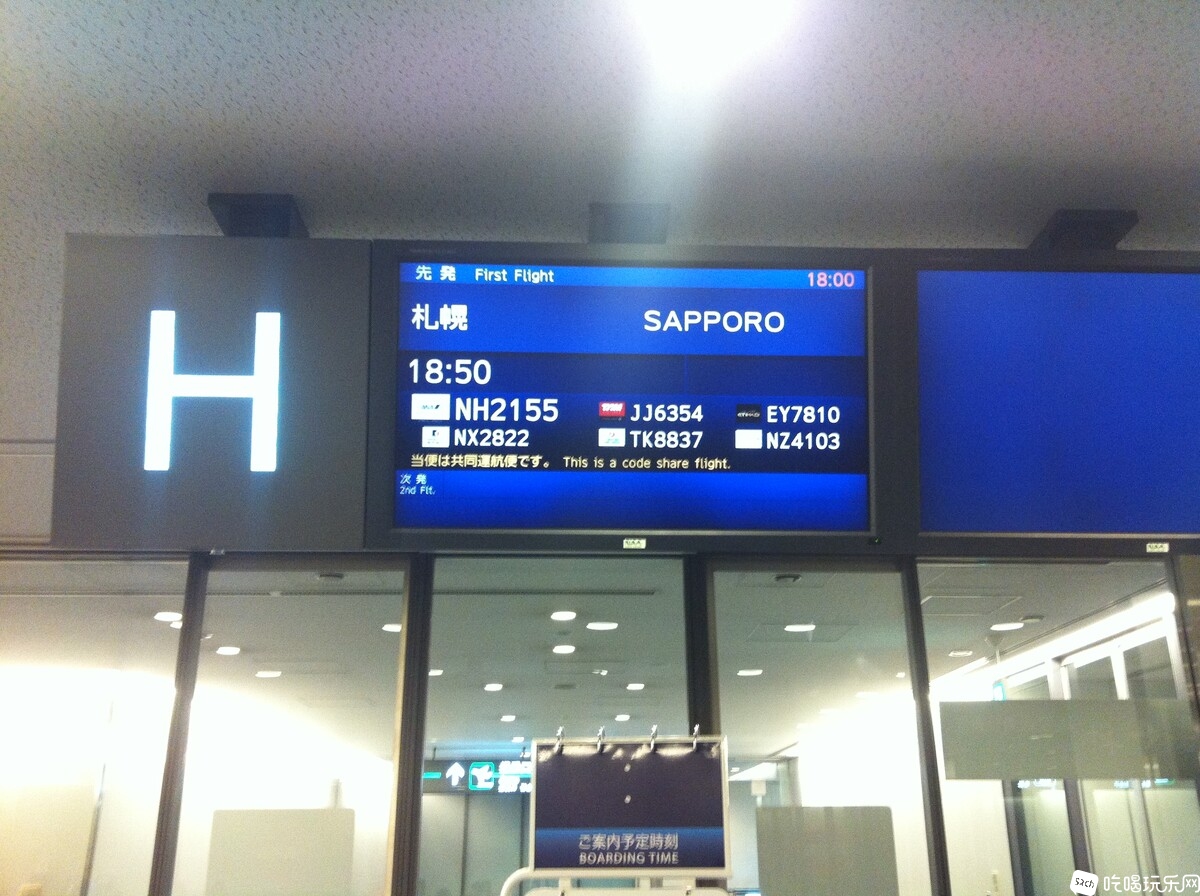 H
先発 First Flight 18:00
札幌 SAPPORO
18:50
NH2155 JJ6354 EY7810
NX2822 TK8837 NZ4103
当便は共同運航便です。 This is a code share flight.
次発
2nd Flt.
ご案内予定時刻
BOARDING TIME
52ch 吃喝玩乐网